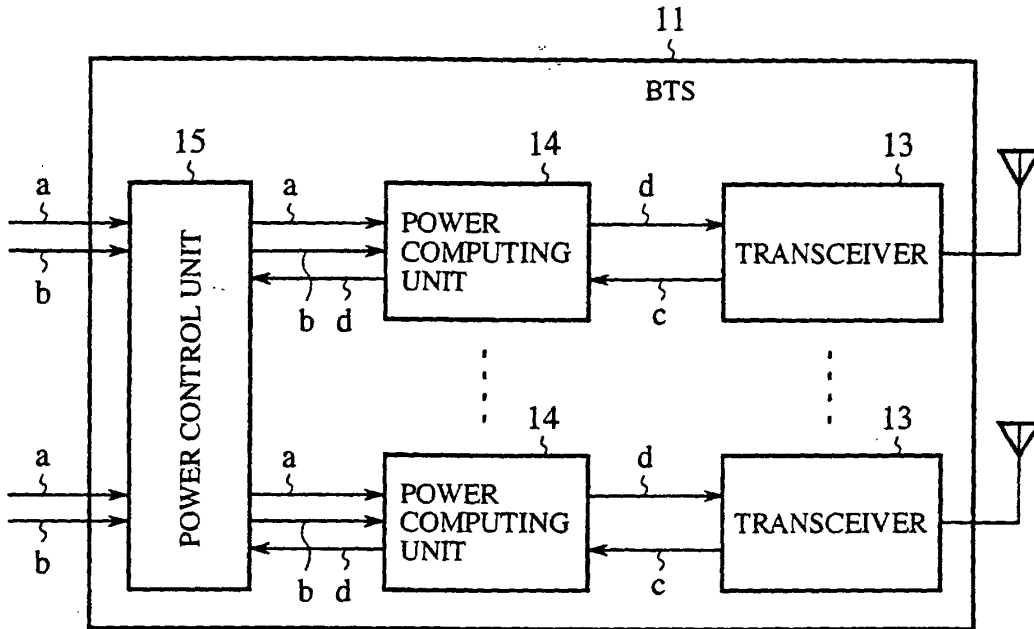 11
BTS
15
14
13
a
a
d
POWER
COMPUTING
UNIT
TRANSCEIVER
b
b
d
c
POWER CONTROL UNIT
14
13
a
a
d
POWER
COMPUTING
UNIT
TRANSCEIVER
b
b
d
c